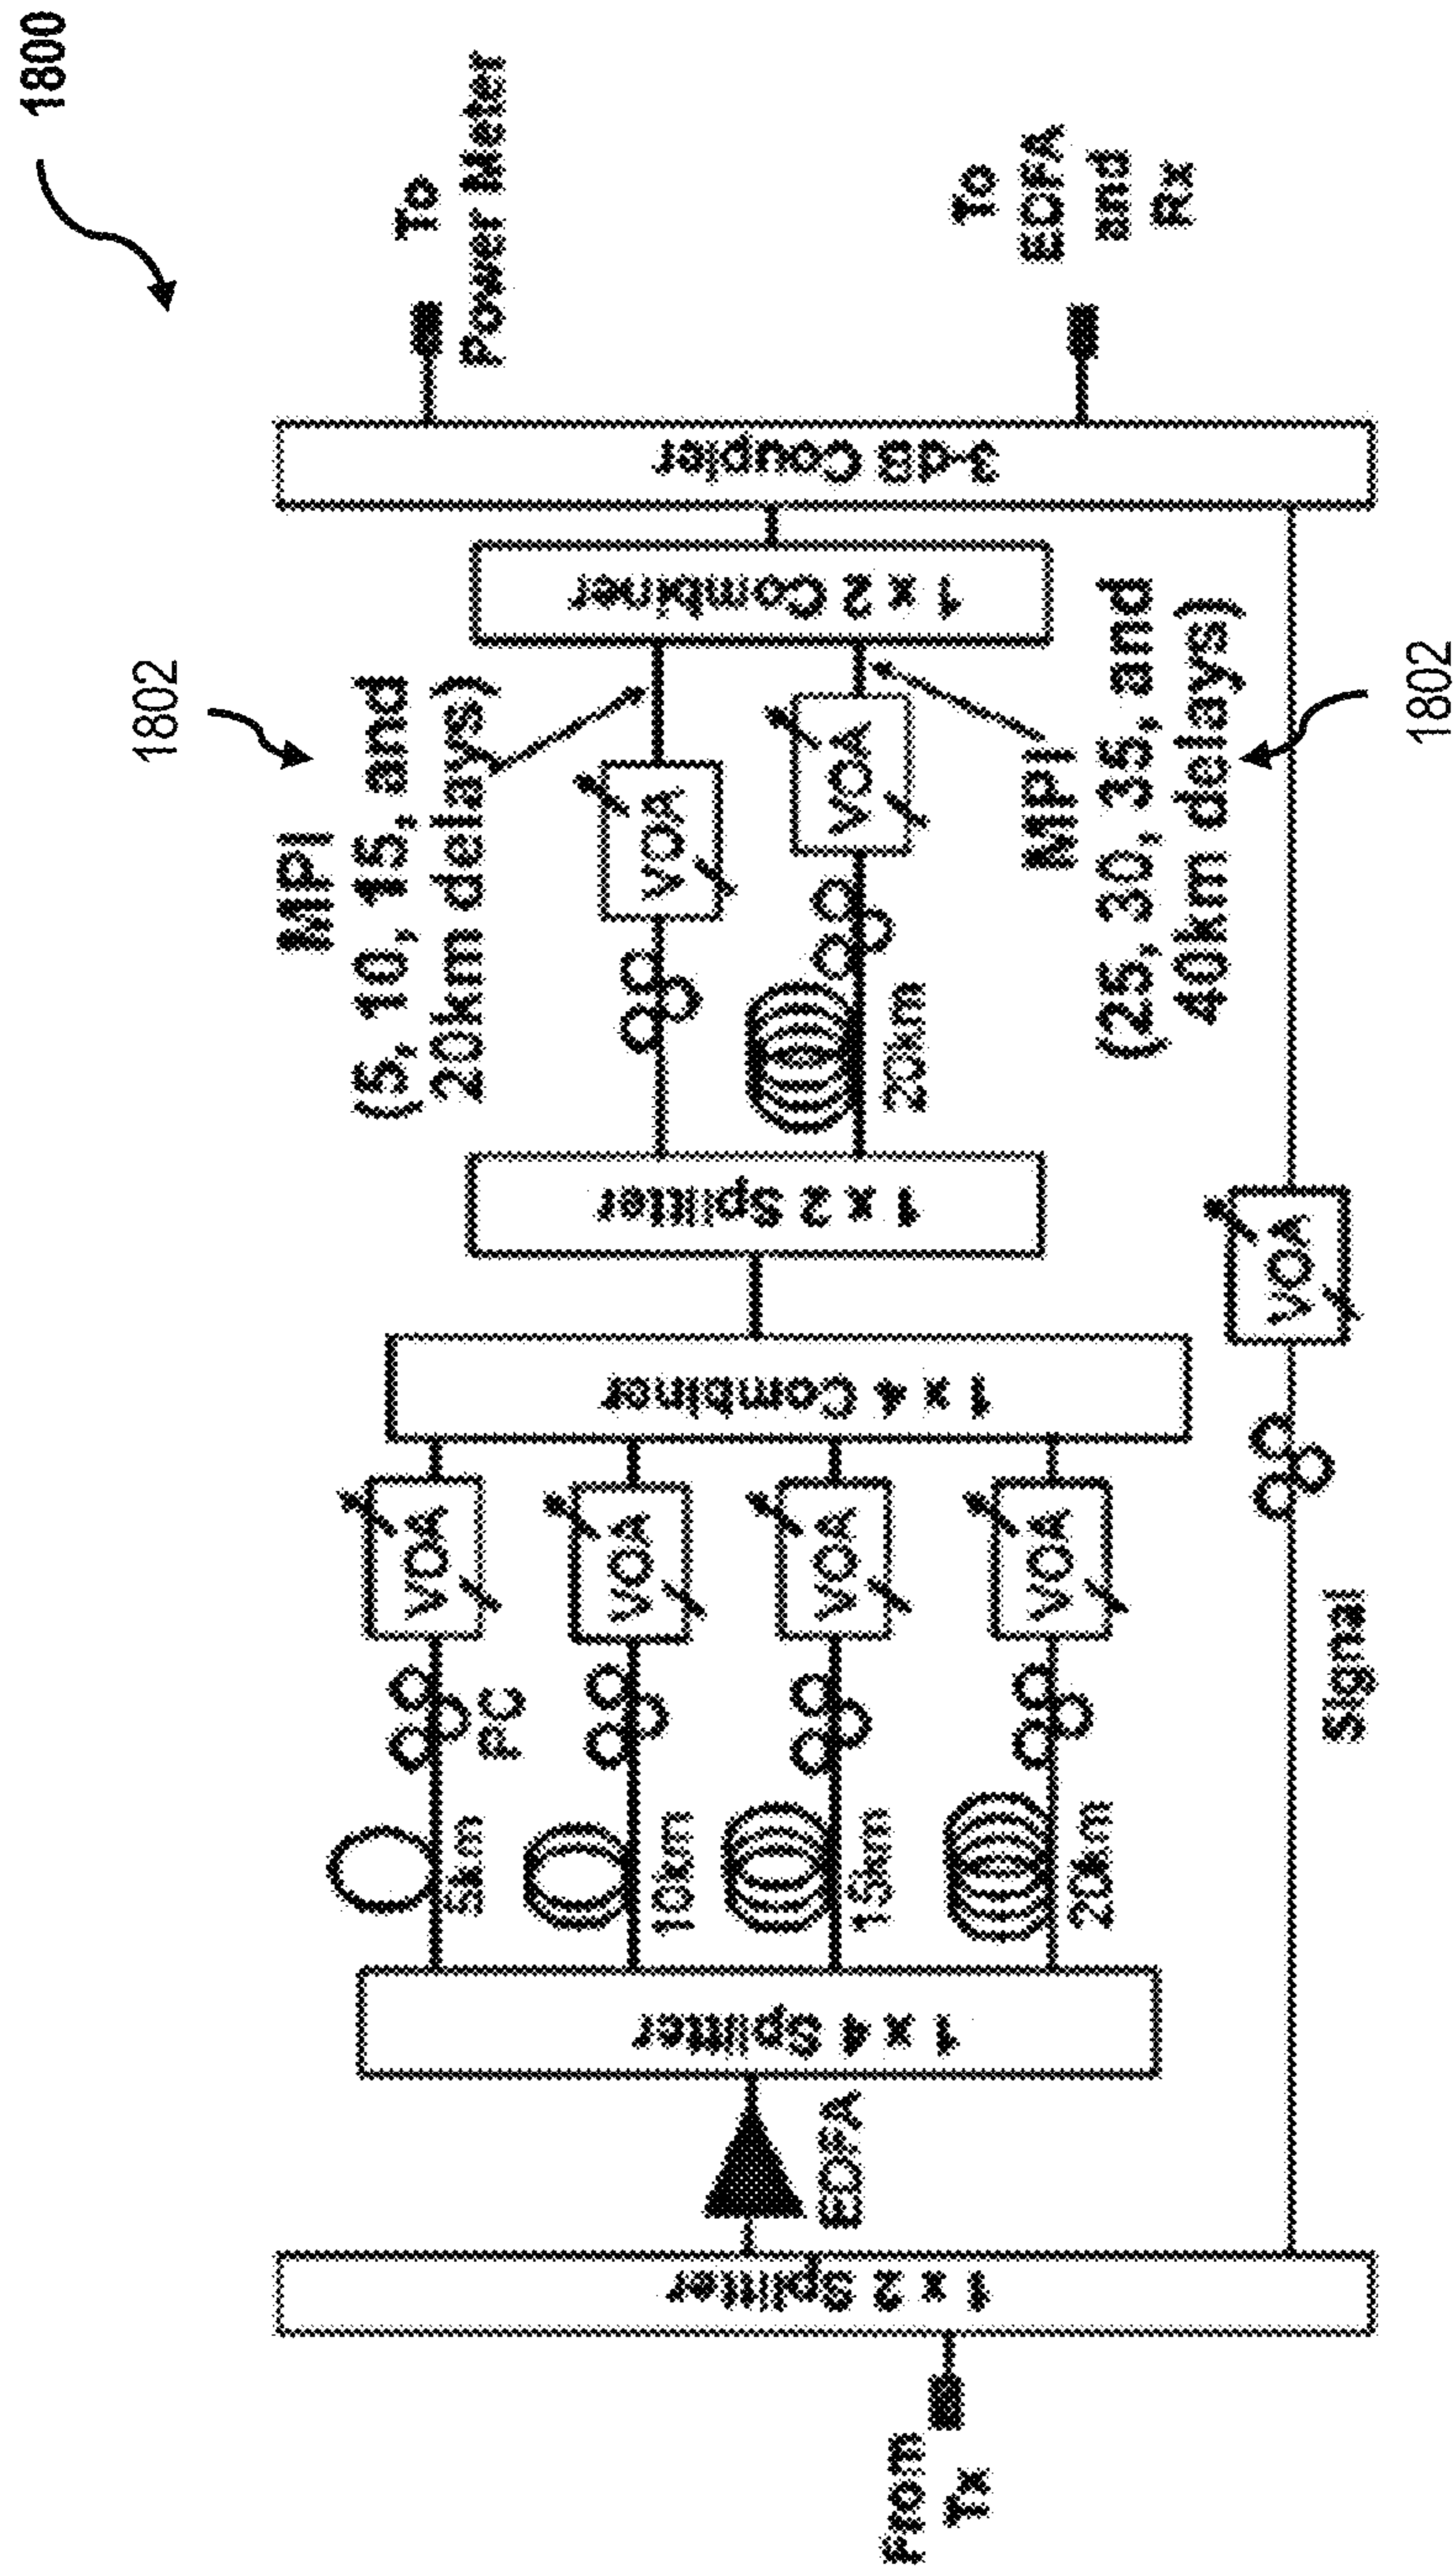 1800
1802
MPI
(5, 10, 15, and
20km delays)
To
Power Meter
From
Tx
1 x 2 Splitter
EDFA
1 x 4 Splitter
5km
PC
VOA
10km
VOA
15km
VOA
20km
VOA
1 x 4 Combiner
1 x 2 Splitter
VOA
20km
VOA
1 x 2 Combiner
3-dB Coupler
To
EDFA
and
Rx
MPI
(25, 30, 35, and
40km delays)
1802
Signal
VOA